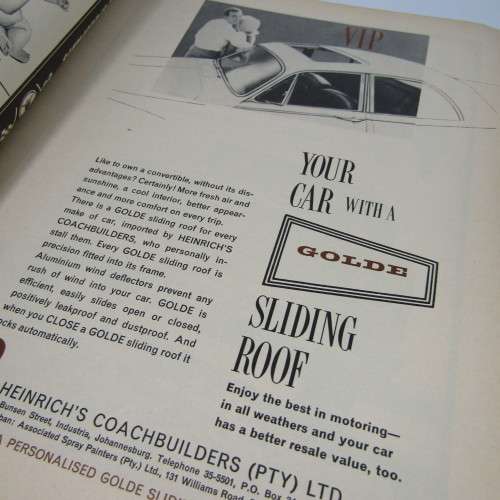 VIP
Like to own a convertible, without its dis-
advantages? Certainly! More fresh air and
sunshine, a cool interior, better appear-
ance and more comfort on every trip.
There is a GOLDE sliding roof for every
make of car, imported by HEINRICH'S
COACHBUILDERS, who personally in-
stall them. Every GOLDE sliding roof is
precision fitted into its frame.
Aluminium wind deflectors prevent any
rush of wind into your car. GOLDE is
efficient, easily slides open or closed,
positively leakproof and dustproof. And
when you CLOSE a GOLDE sliding roof it
ocks automatically.
YOUR
CAR WITH A
GOLDE
SLIDING
ROOF
Enjoy the best in motoring—
in all weathers and your car
has a better resale value, too.
HEINRICH'S COACHBUILDERS (PTY) LTD
Bunsen Street, Industria, Johannesburg. Telephone 35-5501, P.O. Box
ban: Associated Spray Painters (Pty.) Ltd., 131 Williams Road,
A PERSONALISED GOLDE SLID